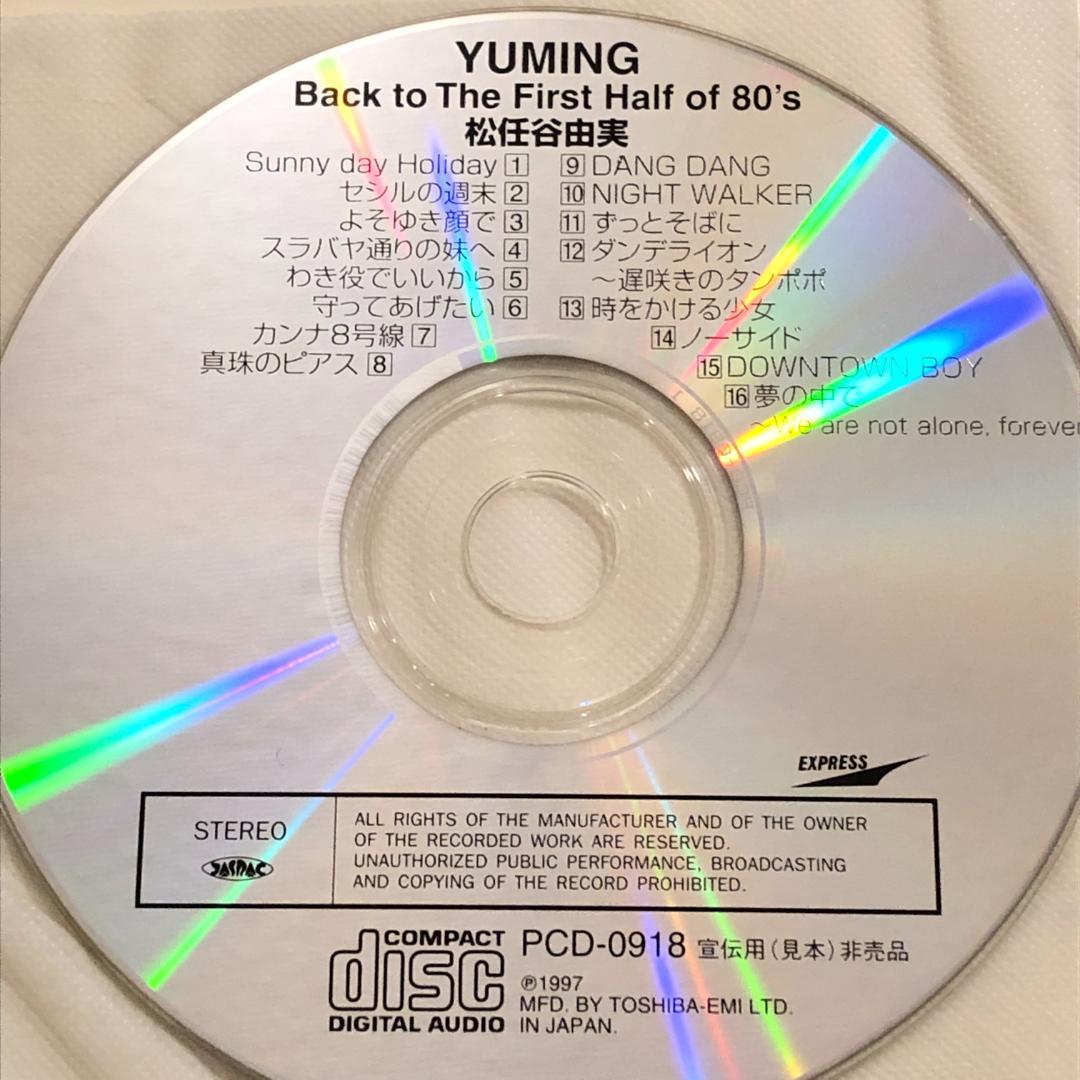 YUMING
Back to The First Half of 80's
松任谷由実
Sunny day Holiday 1
セシルの週末 2
よそゆき顔で 3
スラバヤ通りの妹へ 4
わき役でいいから 5
守ってあげたい 6
カンナ8号線 7
真珠のピアス 8
9 DANG DANG
10 NIGHT WALKER
11 ずっとそばに
12 ダンデライオン
～遅咲きのタンポポ
13 時をかける少女
14 ノーサイド
15 DOWNTOWN BOY
16 夢の中で
～We are not alone, forever
EXPRESS
STEREO
JASRAC
ALL RIGHTS OF THE MANUFACTURER AND OF THE OWNER
OF THE RECORDED WORK ARE RESERVED.
UNAUTHORIZED PUBLIC PERFORMANCE, BROADCASTING
AND COPYING OF THE RECORD PROHIBITED.
COMPACT
disc
DIGITAL AUDIO
PCD-0918 宣伝用(見本)非売品
Ⓟ1997
MFD. BY TOSHIBA-EMI LTD.
IN JAPAN.